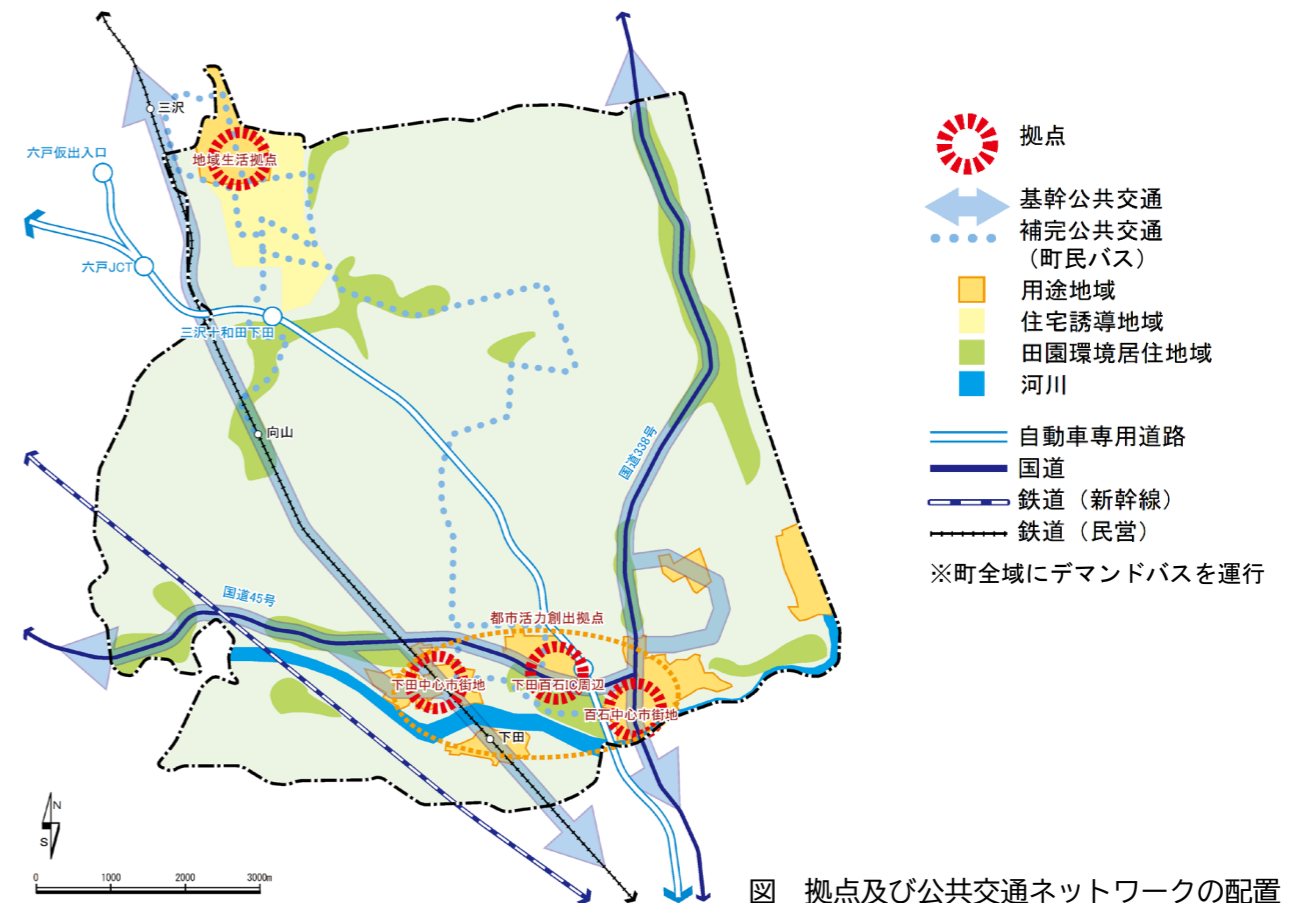 三沢
六戸仮出入口
地域生活拠点
六戸JCT
三沢十和田下田
向山
国道338号
国道45号
都市活力創出拠点
下田中心市街地
下田百石IC周辺
百石中心市街地
下田
N
S
0 1000 2000 3000m
拠点
基幹公共交通
補完公共交通
（町民バス）
用途地域
住宅誘導地域
田園環境居住地域
河川
自動車専用道路
国道
鉄道（新幹線）
鉄道（民営）
※町全域にデマンドバスを運行
図　拠点及び公共交通ネットワークの配置